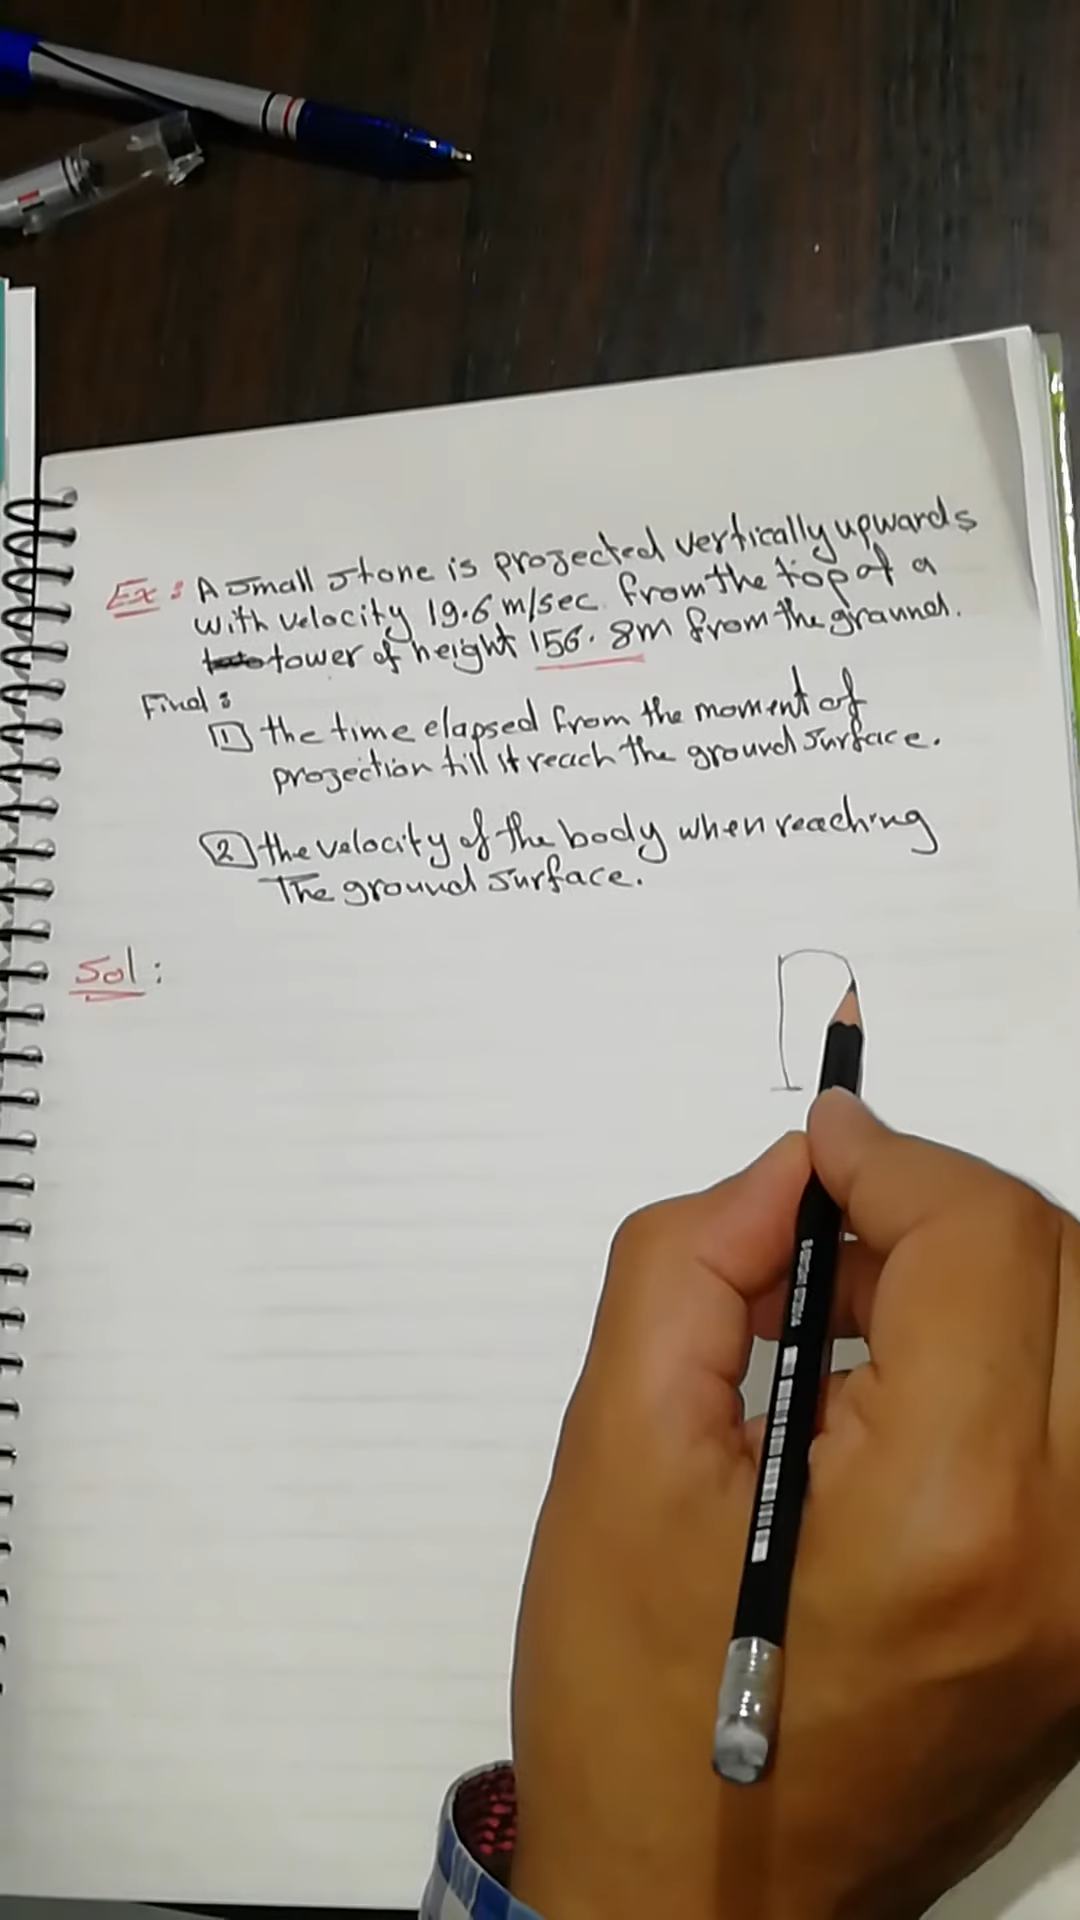 Ex: A small stone is projected vertically upwards
with velocity 19.6 m/sec. from the top of a
tower of height 156.8m from the grounnd.
Find:
1 the time elapsed from the moment of
projection till it reach the ground surface.
2 the velocity of the body when reaching
The ground surface.
Sol: